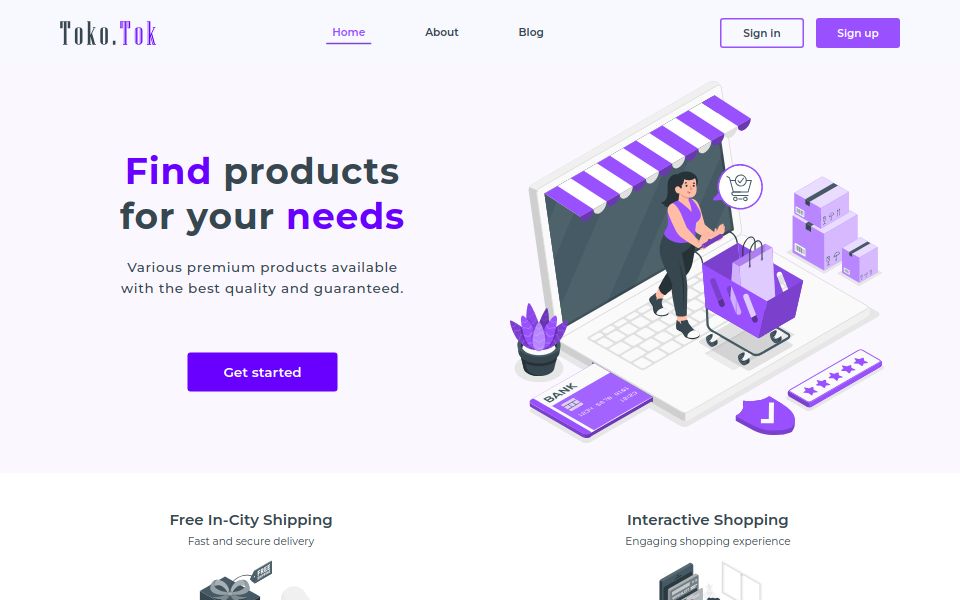 Toko.Tok
Home
About
Blog
Sign in
Sign up
Find products
for your needs
Various premium products available
with the best quality and guaranteed.
Get started
BANK
Free In-City Shipping
Fast and secure delivery
FREE
Interactive Shopping
Engaging shopping experience